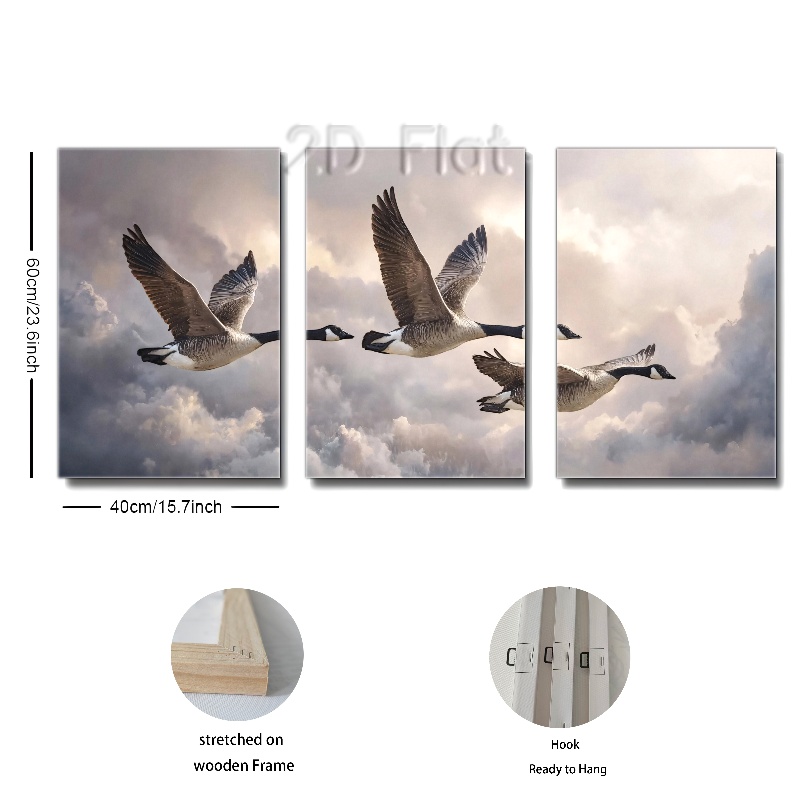 2D Flat
60cm/23.6inch
40cm/15.7inch
stretched on
wooden Frame
Hook
Ready to Hang